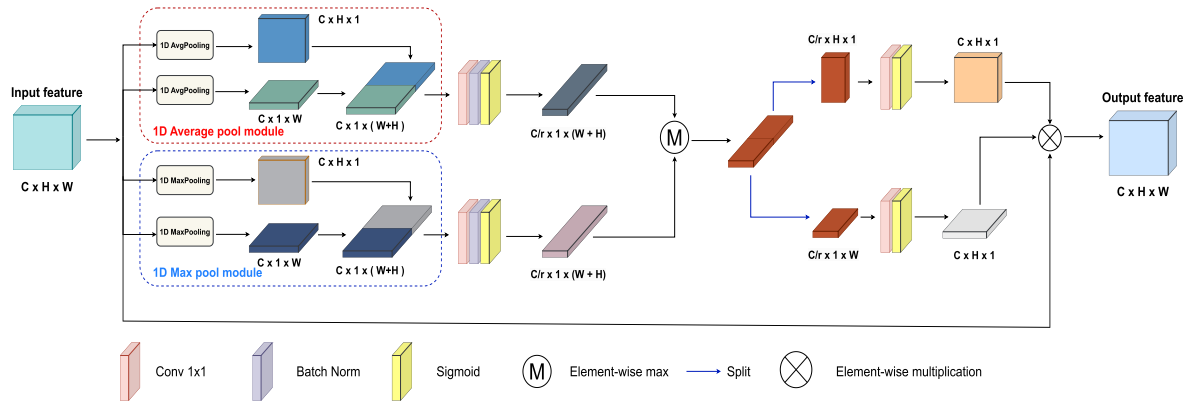 Input feature
C x H x W
1D AvgPooling
C x H x 1
1D AvgPooling
C x 1 x W
C x 1 x ( W+H )
1D Average pool module
1D MaxPooling
C x H x 1
1D MaxPooling
C x 1 x W
C x 1 x ( W+H )
1D Max pool module
C/r x 1 x (W + H)
C/r x 1 x (W + H)
M
C/r x H x 1
C x H x 1
C/r x 1 x W
C x H x 1
Output feature
C x H x W
Conv 1x1
Batch Norm
Sigmoid
M
Element-wise max
Split
Element-wise multiplication